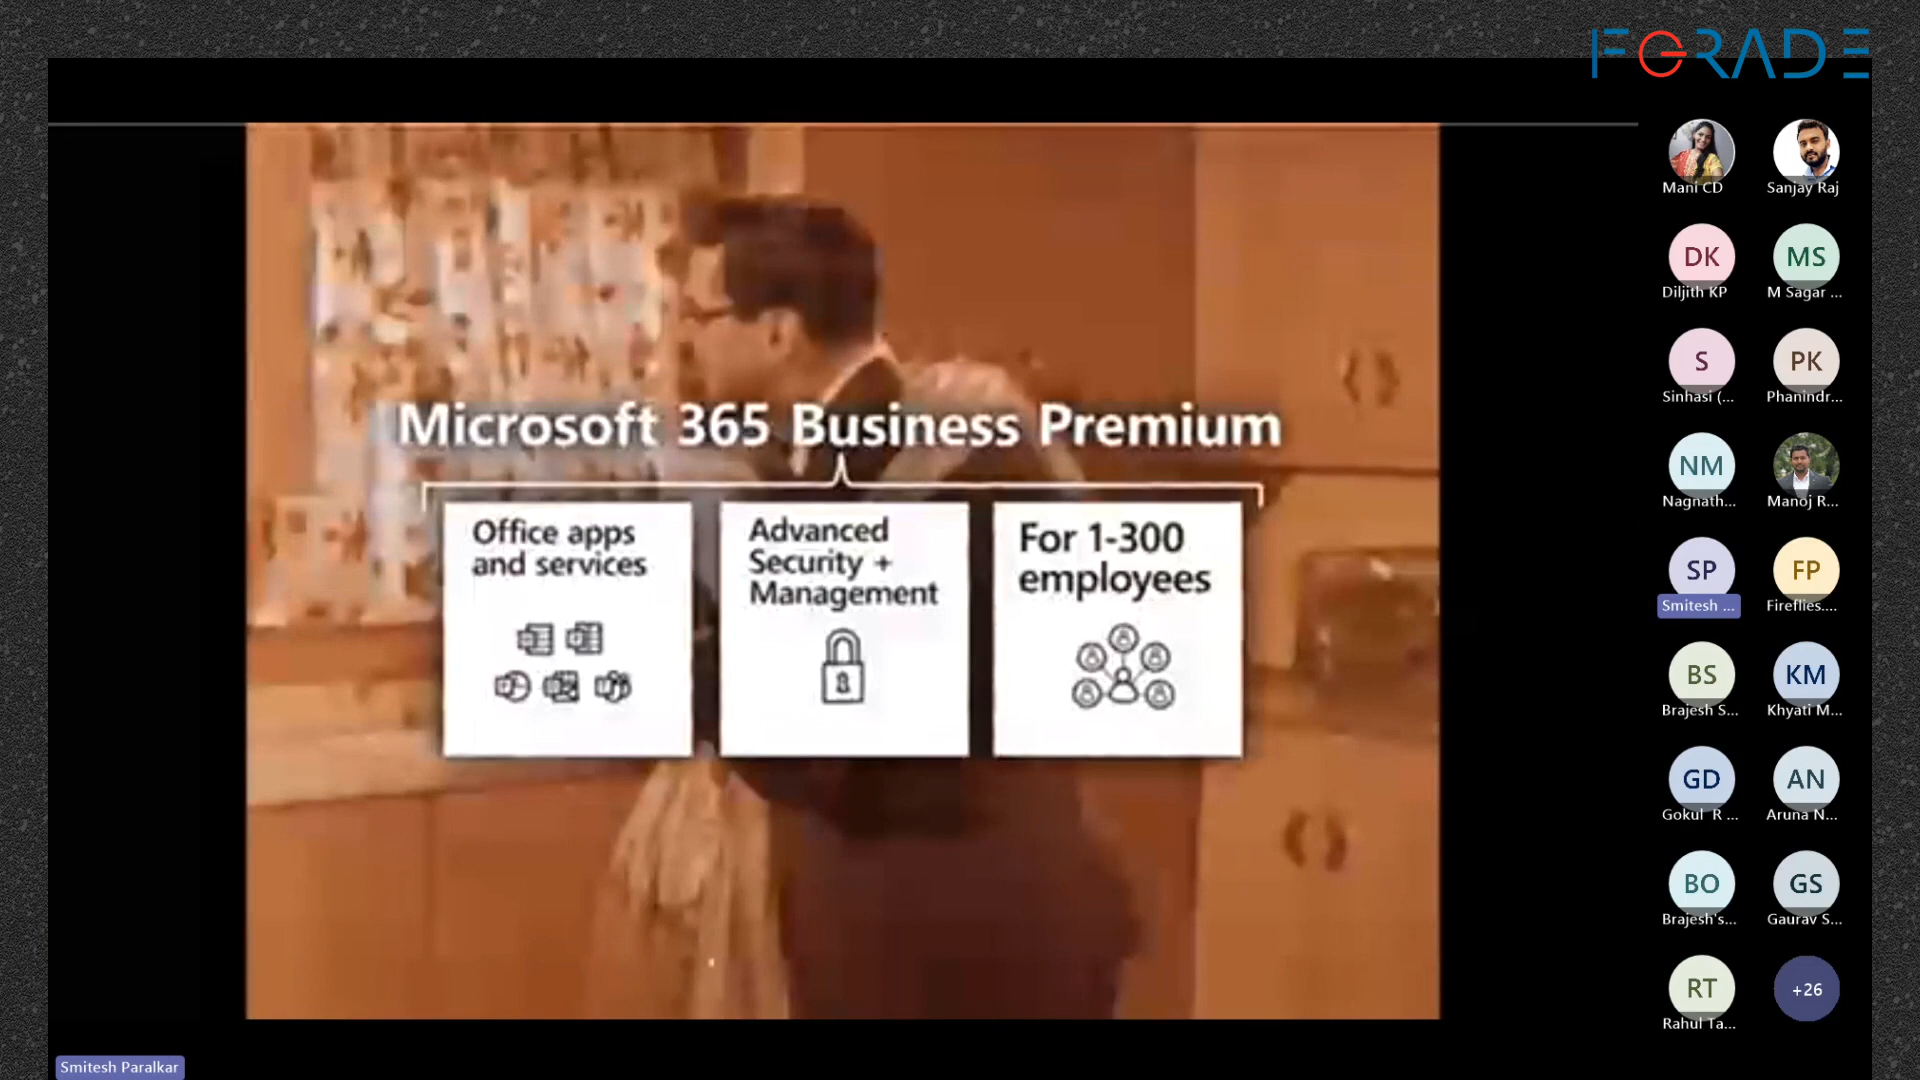 FGRADE
Microsoft 365 Business Premium
Office apps
and services
Advanced
Security +
Management
For 1-300
employees
Mani CD
Sanjay Raj
DK
Diljith KP
MS
M Sagar ...
S
Sinhasi (...
PK
Phanindr...
NM
Nagnath...
Manoj R...
SP
Smitesh ...
FP
Fireflies....
BS
Brajesh S...
KM
Khyati M...
GD
Gokul R ...
AN
Aruna N...
BO
Brajesh's...
GS
Gaurav S...
RT
Rahul Ta...
+26
Smitesh Paralkar